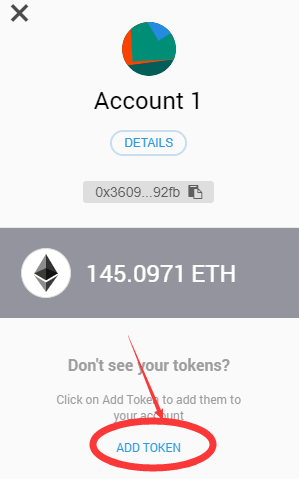 Account 1
DETAILS
0x3609...92fb
145.0971 ETH
Don't see your tokens?
Click on Add Token to add them to
your account
ADD TOKEN